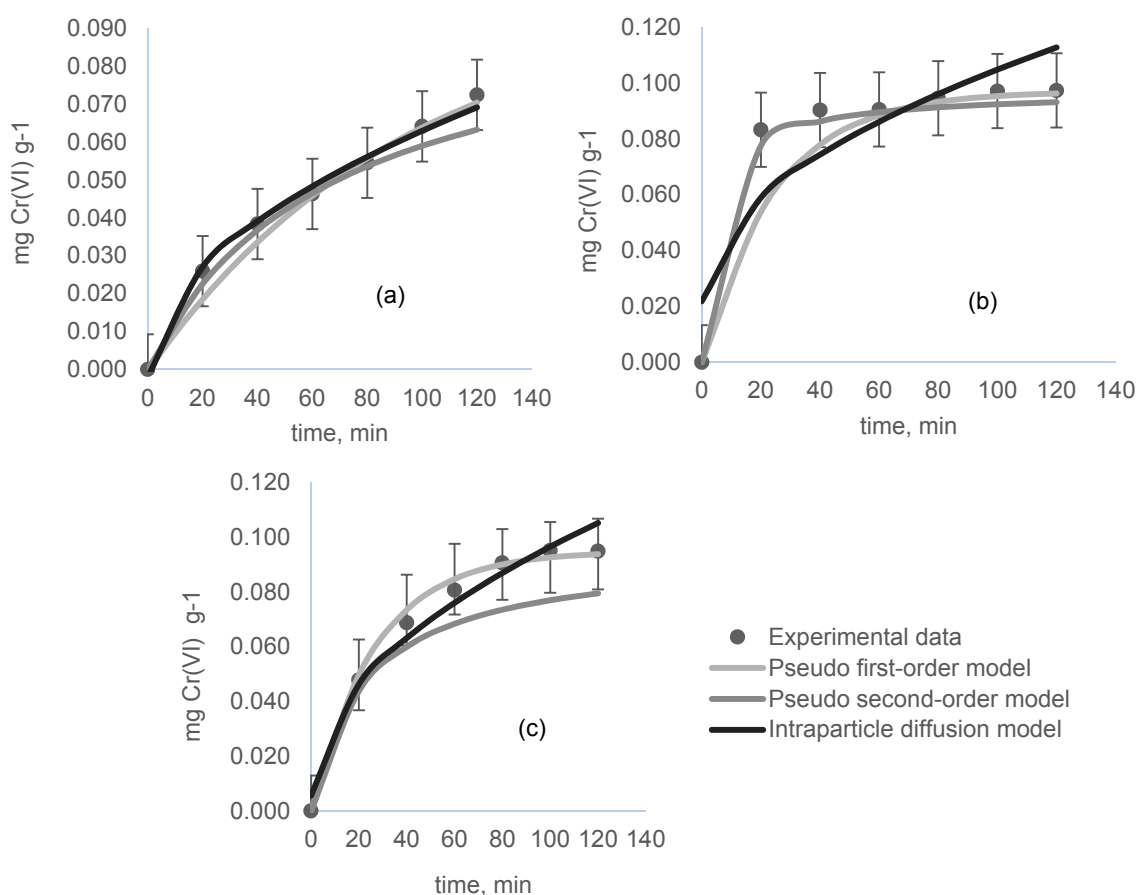 0.090
0.080
0.070
0.060
0.050
0.040
0.030
0.020
0.010
0.000
mg Cr(VI) g-1
0 20 40 60 80 100 120 140
time, min
(a)
0.120
0.100
0.080
0.060
0.040
0.020
0.000
mg Cr(VI) g-1
0 20 40 60 80 100 120 140
time, min
(b)
0.120
0.100
0.080
0.060
0.040
0.020
0.000
mg Cr(VI) g-1
0 20 40 60 80 100 120 140
time, min
(c)
Experimental data
Pseudo first-order model
Pseudo second-order model
Intraparticle diffusion model